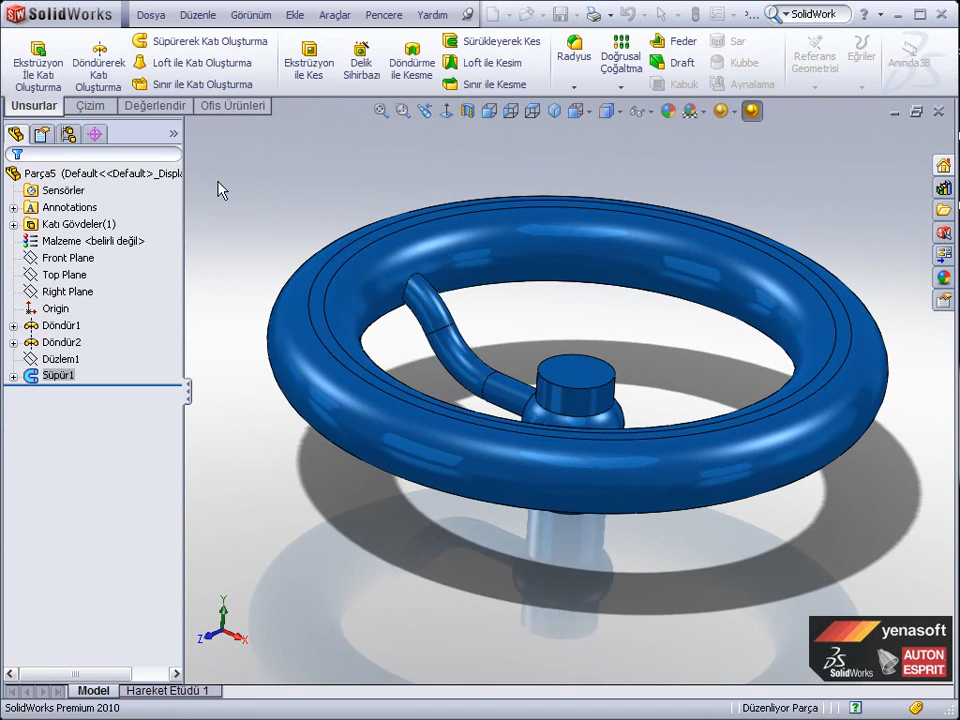 SolidWorks
Dosya
Düzenle
Görünüm
Ekle
Araçlar
Pencere
Yardım
...
SolidWork
?
Ekstrüzyon
İle Katı
Oluşturma
Döndürerek
Katı
Oluşturma
Süpürerek Katı Oluşturma
Loft ile Katı Oluşturma
Sınır ile Katı Oluşturma
Ekstrüzyon
ile Kes
Delik
Sihirbazı
Döndürme
ile Kesme
Sürükleyerek Kes
Loft ile Kesim
Sınır ile Kesme
Radyus
Doğrusal
Çoğaltma
Feder
Draft
Kabuk
Sar
Kubbe
Aynalama
Referans
Geometrisi
Eğriler
Anında3B
Unsurlar
Çizim
Değerlendir
Ofis Ürünleri
Parça5 (Default<<Default>_Displa
Sensörler
Annotations
Katı Gövdeler(1)
Malzeme <belirli değil>
Front Plane
Top Plane
Right Plane
Origin
Döndür1
Döndür2
Düzlem1
Süpür1
Y
Z
X
yenasoft
SolidWorks
AUTON
ESPRIT
Model
Hareket Etüdü 1
SolidWorks Premium 2010
Düzenliyor Parça